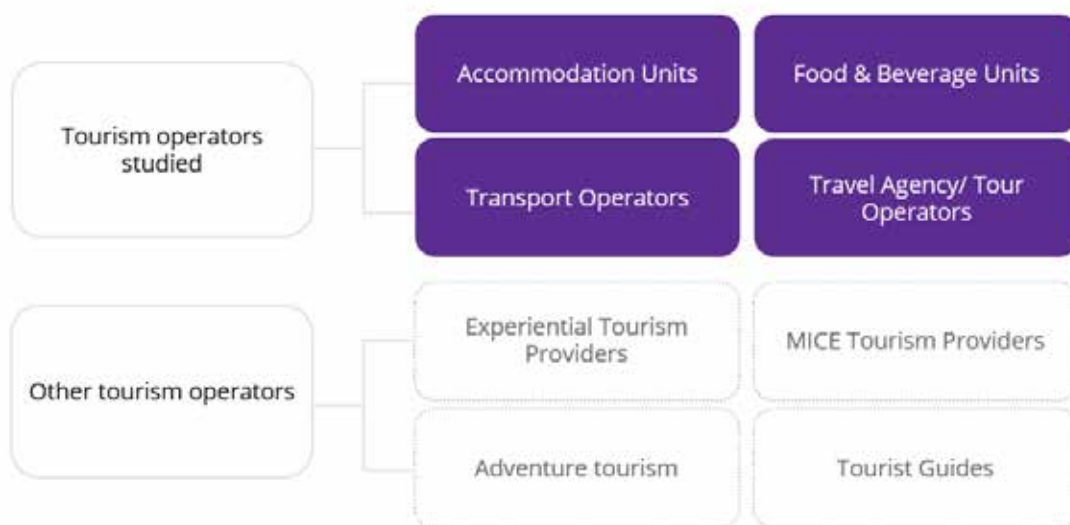 Tourism operators
studied
Accommodation Units
Food & Beverage Units
Transport Operators
Travel Agency/ Tour
Operators
Other tourism operators
Experiential Tourism
Providers
MICE Tourism Providers
Adventure tourism
Tourist Guides